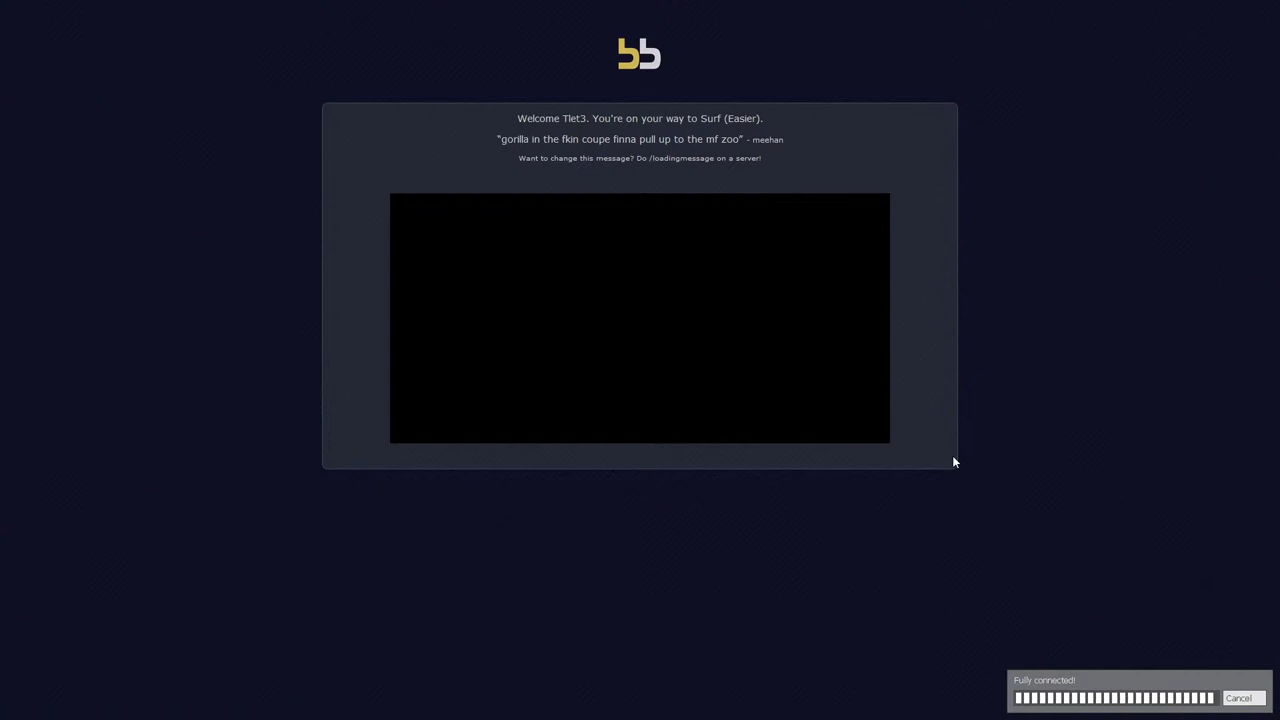 bb
Welcome Tlet3. You're on your way to Surf (Easier).
“gorilla in the fkin coupe finna pull up to the mf zoo” - meehan
Want to change this message? Do /loadingmessage on a server!
Fully connected!
Cancel